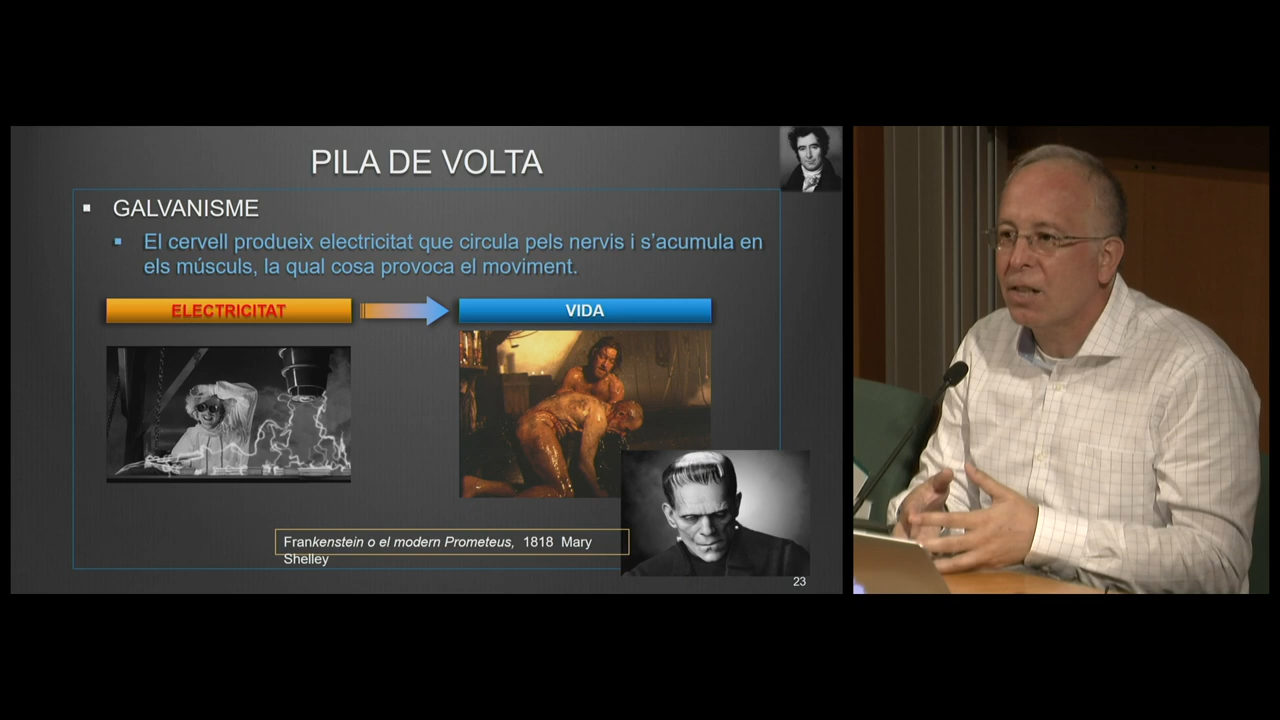 PILA DE VOLTA
GALVANISME
El cervell produeix electricitat que circula pels nervis i s'acumula en
els músculs, la qual cosa provoca el moviment.
ELECTRICITAT
VIDA
Frankenstein o el modern Prometeus, 1818 Mary
Shelley
23